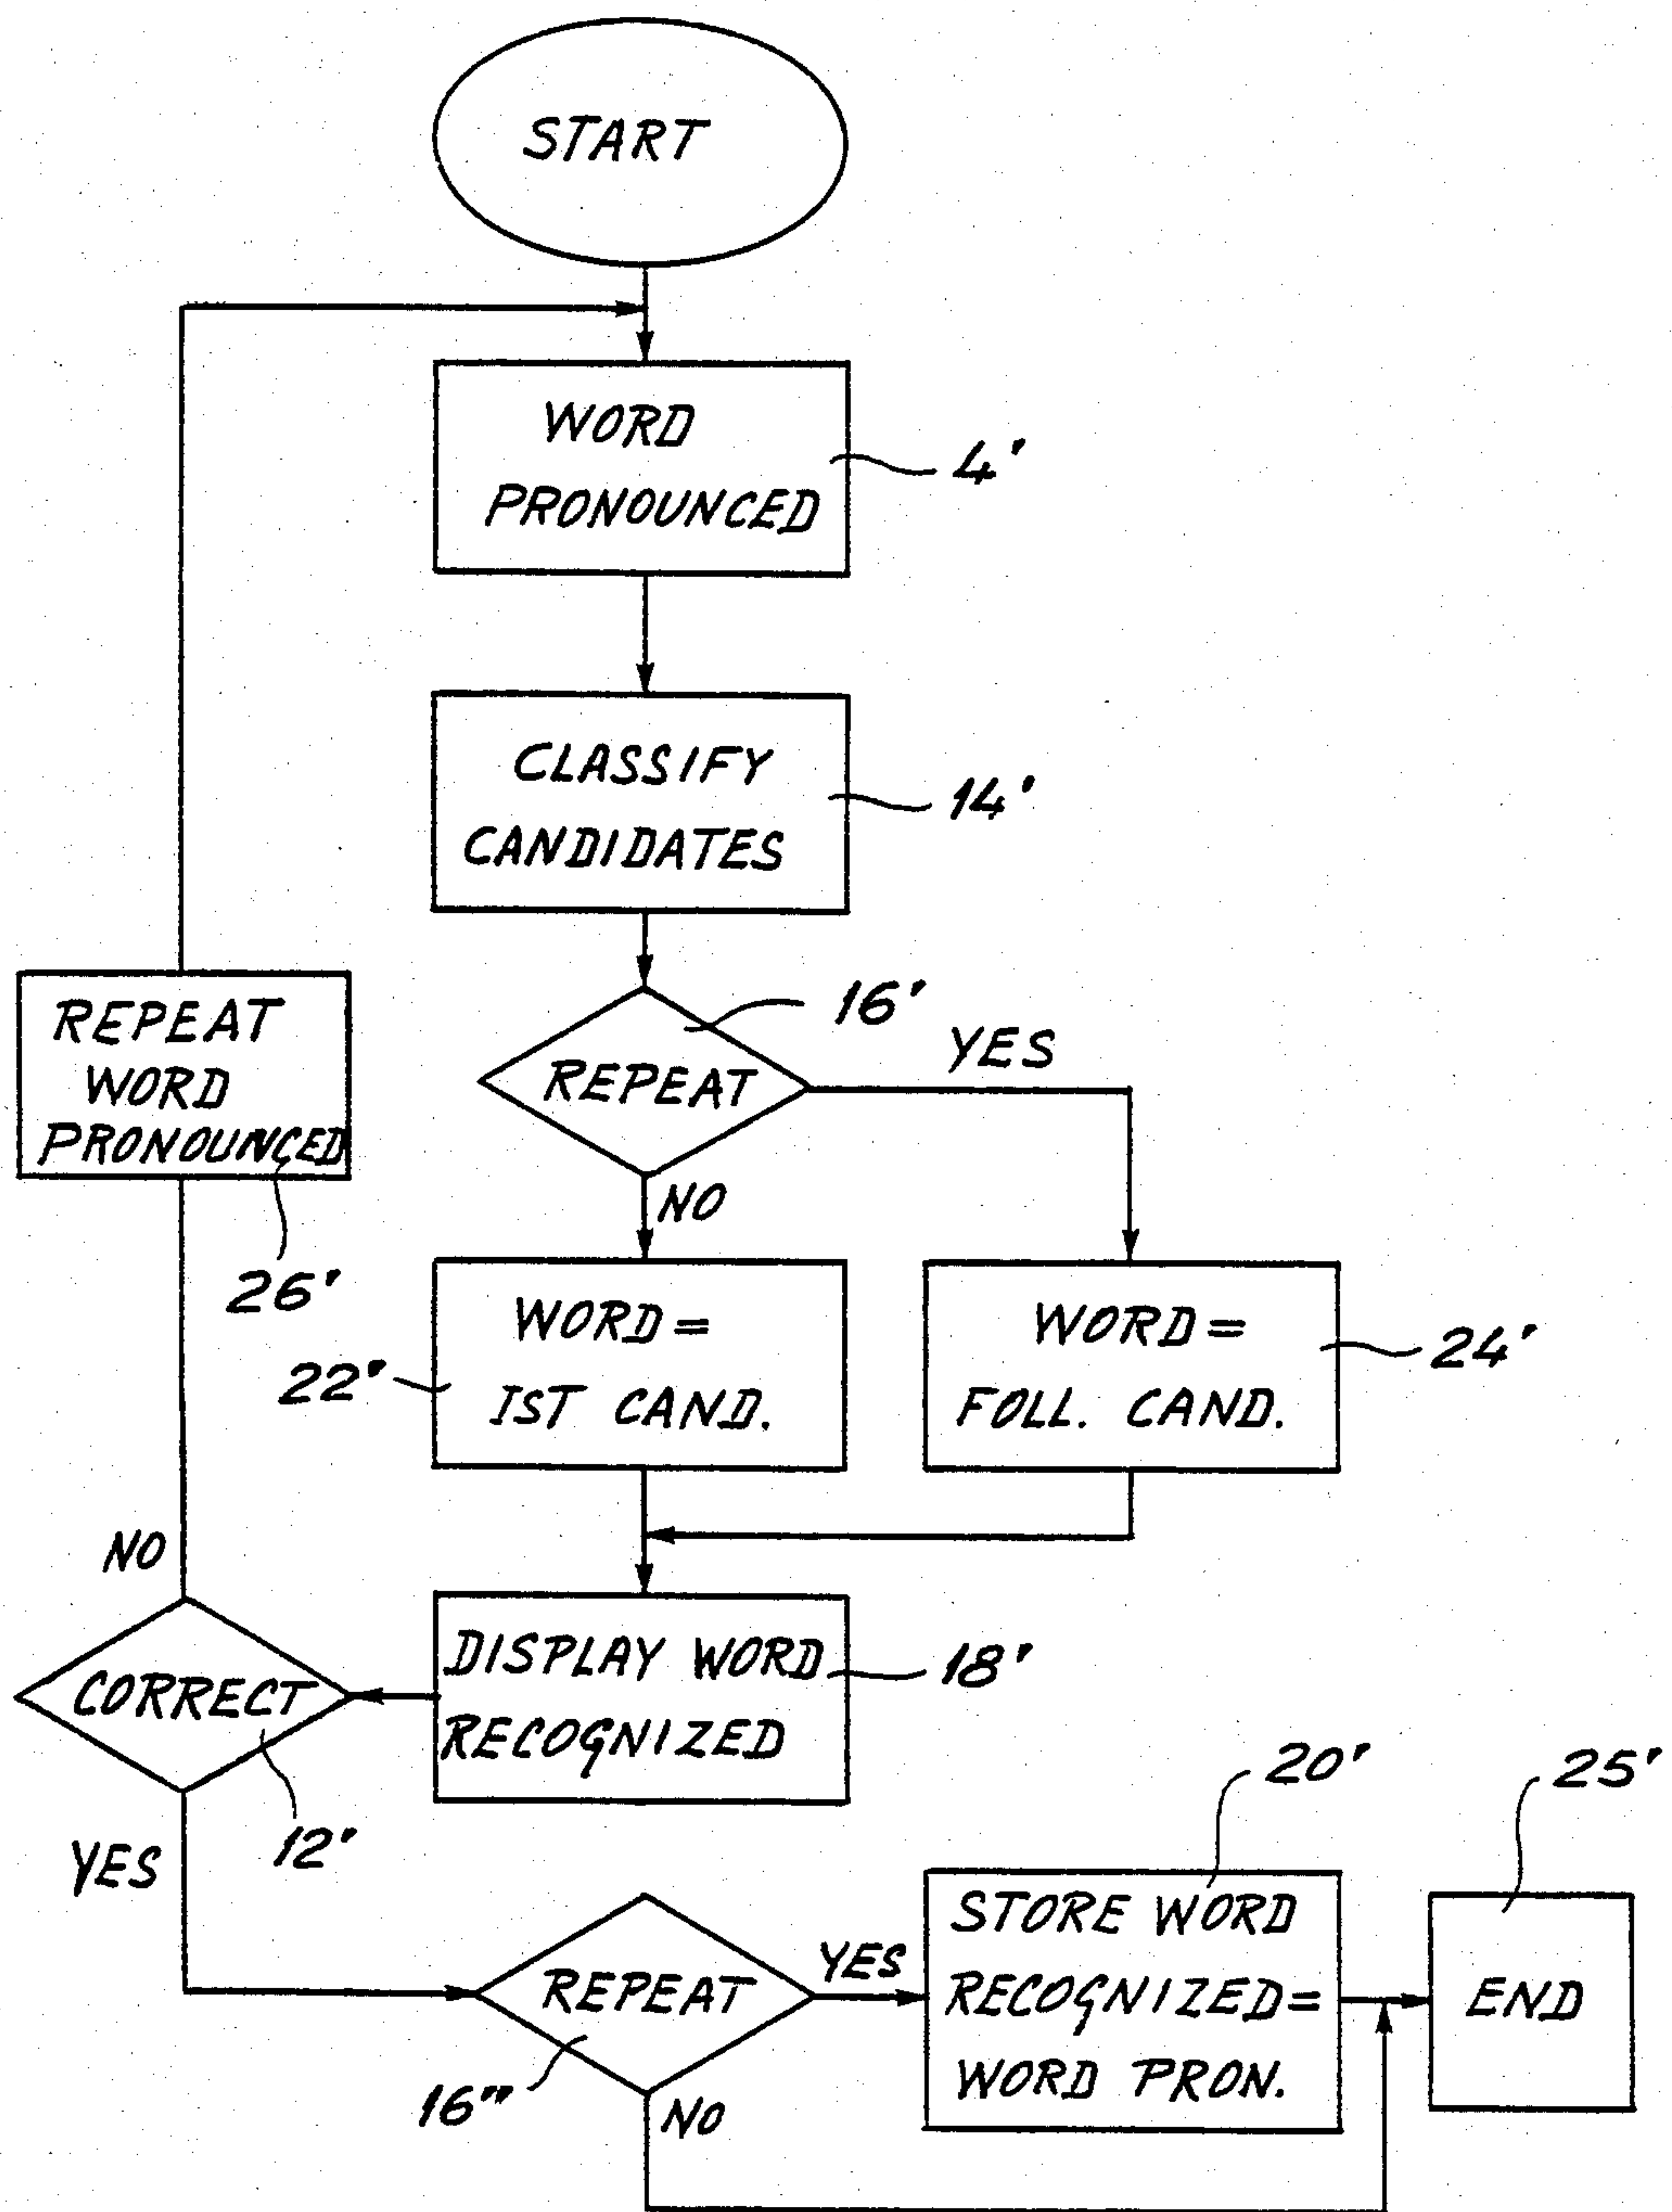 START
WORD
PRONOUNCED
4'
CLASSIFY
CANDIDATES
14'
REPEAT
WORD
PRONOUNCED
26'
16'
REPEAT
YES
NO
WORD=
IST CAND.
22'
WORD=
FOLL. CAND.
24'
NO
CORRECT
12'
DISPLAY WORD
RECOGNIZED
18'
YES
REPEAT
16"
YES
NO
STORE WORD
RECOGNIZED=
WORD PRON.
20'
END
25'